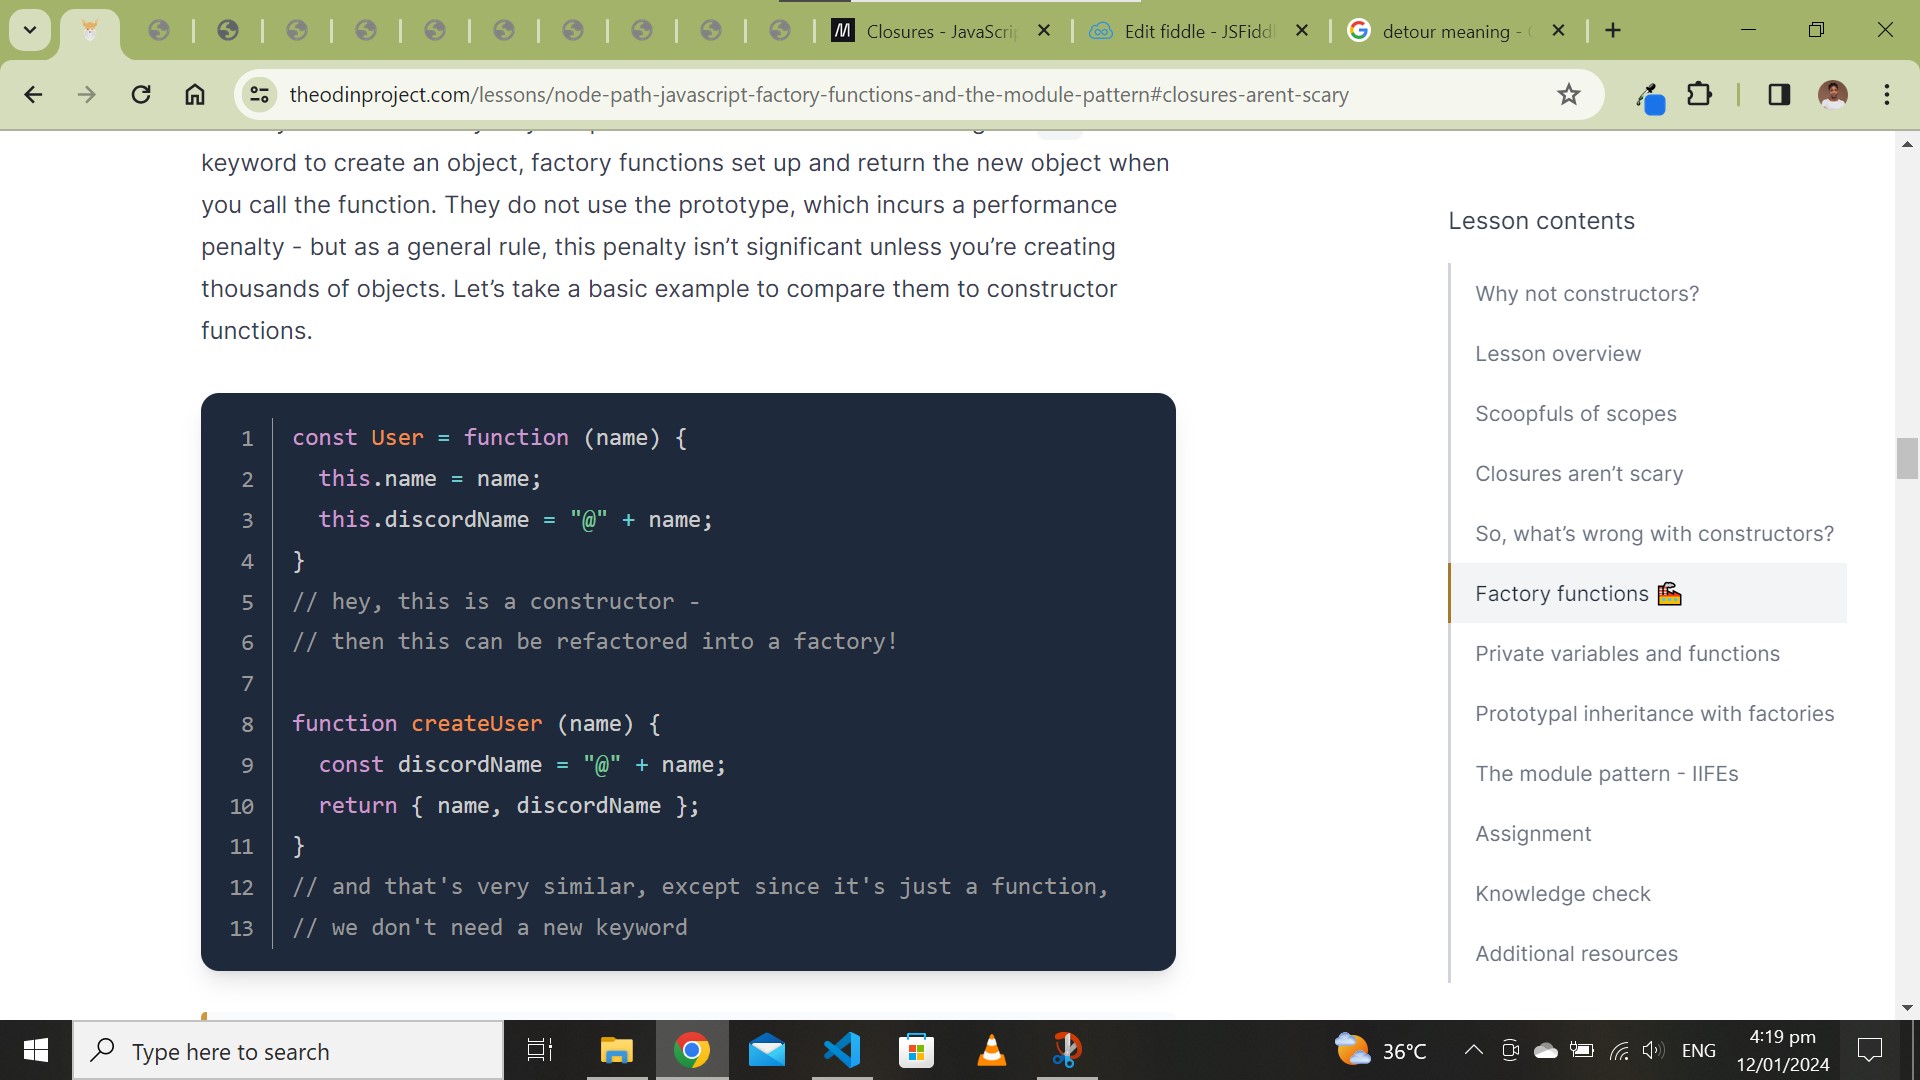 Closures - JavaScri
Edit fiddle - JSFiddl
detour meaning -
theodinproject.com/lessons/node-path-javascript-factory-functions-and-the-module-pattern#closures-arent-scary
keyword to create an object, factory functions set up and return the new object when
you call the function. They do not use the prototype, which incurs a performance
penalty - but as a general rule, this penalty isn’t significant unless you’re creating
thousands of objects. Let’s take a basic example to compare them to constructor
functions.
1 const User = function (name) {
2 this.name = name;
3 this.discordName = "@" + name;
4 }
5 // hey, this is a constructor -
6 // then this can be refactored into a factory!
7
8 function createUser (name) {
9 const discordName = "@" + name;
10 return { name, discordName };
11 }
12 // and that's very similar, except since it's just a function,
13 // we don't need a new keyword
Lesson contents
Why not constructors?
Lesson overview
Scoopfuls of scopes
Closures aren’t scary
So, what’s wrong with constructors?
Factory functions 🏭
Private variables and functions
Prototypal inheritance with factories
The module pattern - IIFEs
Assignment
Knowledge check
Additional resources
Type here to search
36°C
ENG
4:19 pm
12/01/2024